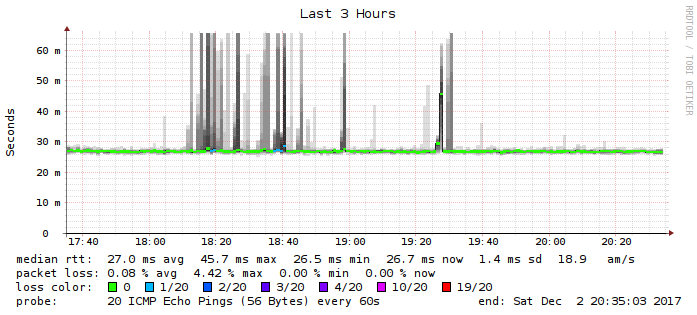 Last 3 Hours
RRDTOOL / TOBI OETIKER
Seconds
60 m
50 m
40 m
30 m
20 m
10 m
0
17:40 18:00 18:20 18:40 19:00 19:20 19:40 20:00 20:20
median rtt: 27.0 ms avg 45.7 ms max 26.5 ms min 26.7 ms now 1.4 ms sd 18.9 am/s
packet loss: 0.08 % avg 4.42 % max 0.00 % min 0.00 % now
loss color: 0 1/20 2/20 3/20 4/20 10/20 19/20
probe: 20 ICMP Echo Pings (56 Bytes) every 60s end: Sat Dec 2 20:35:03 2017